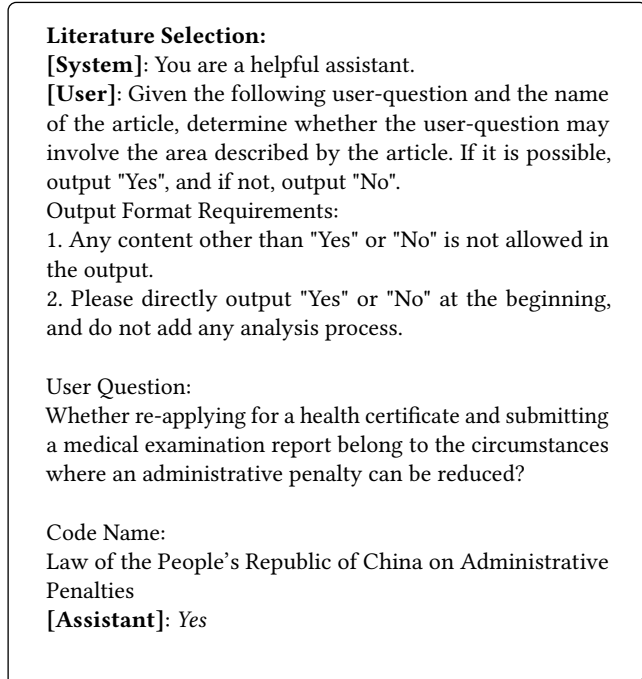 Literature Selection:
[System]: You are a helpful assistant.
[User]: Given the following user-question and the name
of the article, determine whether the user-question may
involve the area described by the article. If it is possible,
output "Yes", and if not, output "No".
Output Format Requirements:
1. Any content other than "Yes" or "No" is not allowed in
the output.
2. Please directly output "Yes" or "No" at the beginning,
and do not add any analysis process.
User Question:
Whether re-applying for a health certificate and submitting
a medical examination report belong to the circumstances
where an administrative penalty can be reduced?
Code Name:
Law of the People's Republic of China on Administrative
Penalties
[Assistant]: Yes